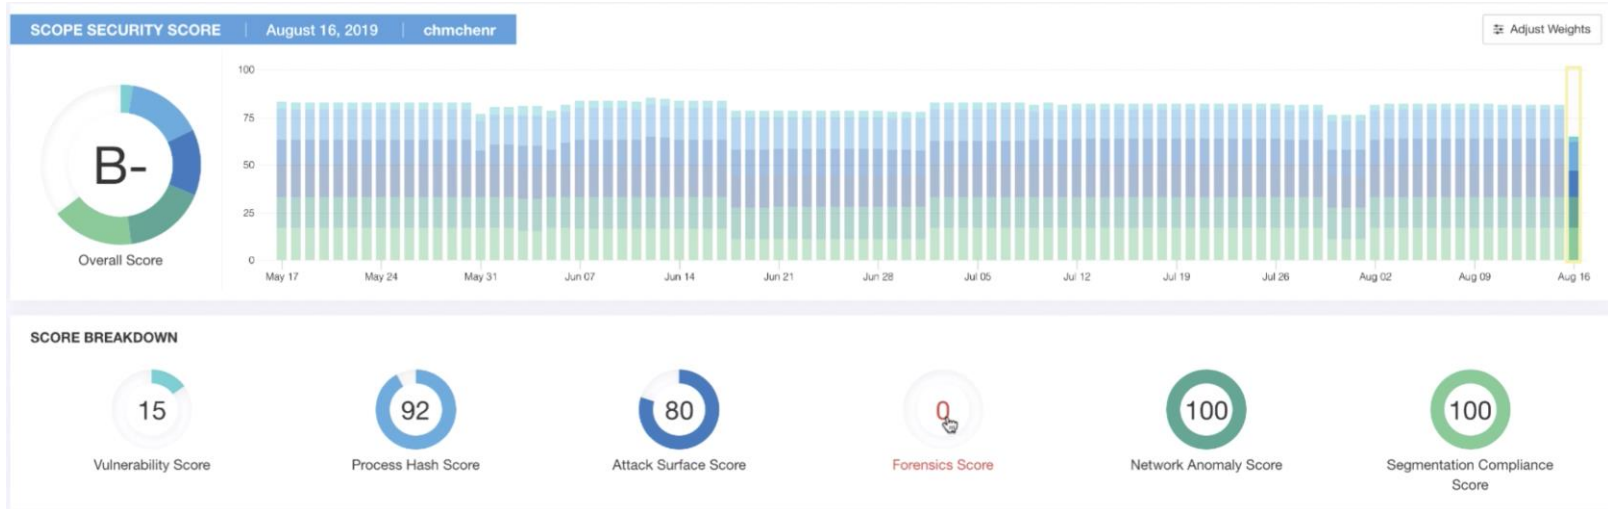 SCOPE SECURITY SCORE August 16, 2019 chmchenr
Adjust Weights
100
75
50
25
0
B-
Overall Score
May 17 May 24 May 31 Jun 07 Jun 14 Jun 21 Jun 28 Jul 05 Jul 12 Jul 19 Jul 26 Aug 02 Aug 09 Aug 16
SCORE BREAKDOWN
15 92 80 0 100 100
Vulnerability Score Process Hash Score Attack Surface Score Forensics Score Network Anomaly Score Segmentation Compliance
Score